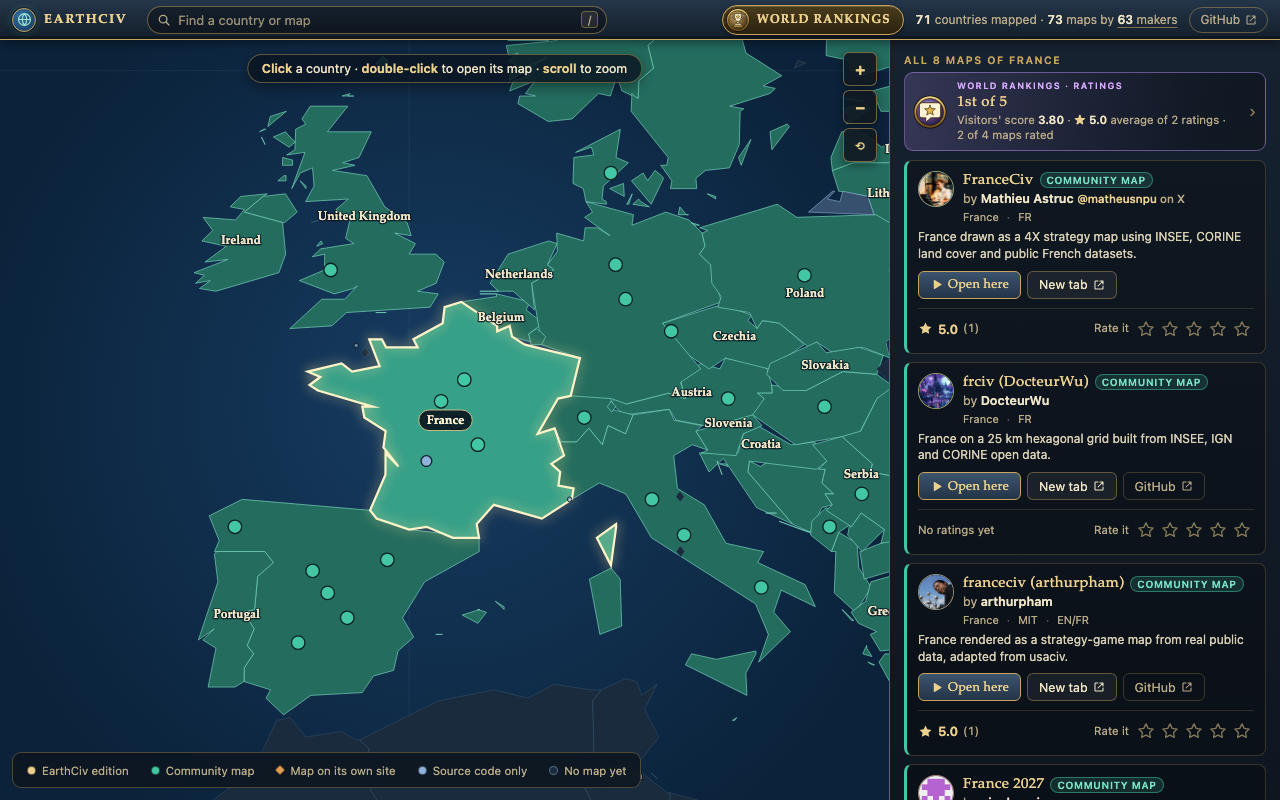 EARTHCIV
Find a country or map
/
WORLD RANKINGS
71 countries mapped · 73 maps by 63 makers
GitHub
Click a country · double-click to open its map · scroll to zoom
+
−
United Kingdom
Ireland
Netherlands
Belgium
Poland
Czechia
Slovakia
Austria
Slovenia
Croatia
Serbia
France
Portugal
Lith
Gre
EarthCiv edition
Community map
Map on its own site
Source code only
No map yet
ALL 8 MAPS OF FRANCE
WORLD RANKINGS · RATINGS
1st of 5
Visitors' score 3.80 · ★ 5.0 average of 2 ratings ·
2 of 4 maps rated
FranceCiv COMMUNITY MAP
by Mathieu Astruc @matheusnpu on X
France · FR
France drawn as a 4X strategy map using INSEE, CORINE
land cover and public French datasets.
Open here New tab
★ 5.0 (1) Rate it
frciv (DocteurWu) COMMUNITY MAP
by DocteurWu
France · FR
France on a 25 km hexagonal grid built from INSEE, IGN
and CORINE open data.
Open here New tab GitHub
No ratings yet Rate it
franceciv (arthurpham) COMMUNITY MAP
by arthurpham
France · MIT · EN/FR
France rendered as a strategy-game map from real public
data, adapted from usaciv.
Open here New tab GitHub
★ 5.0 (1) Rate it
France 2027 COMMUNITY MAP